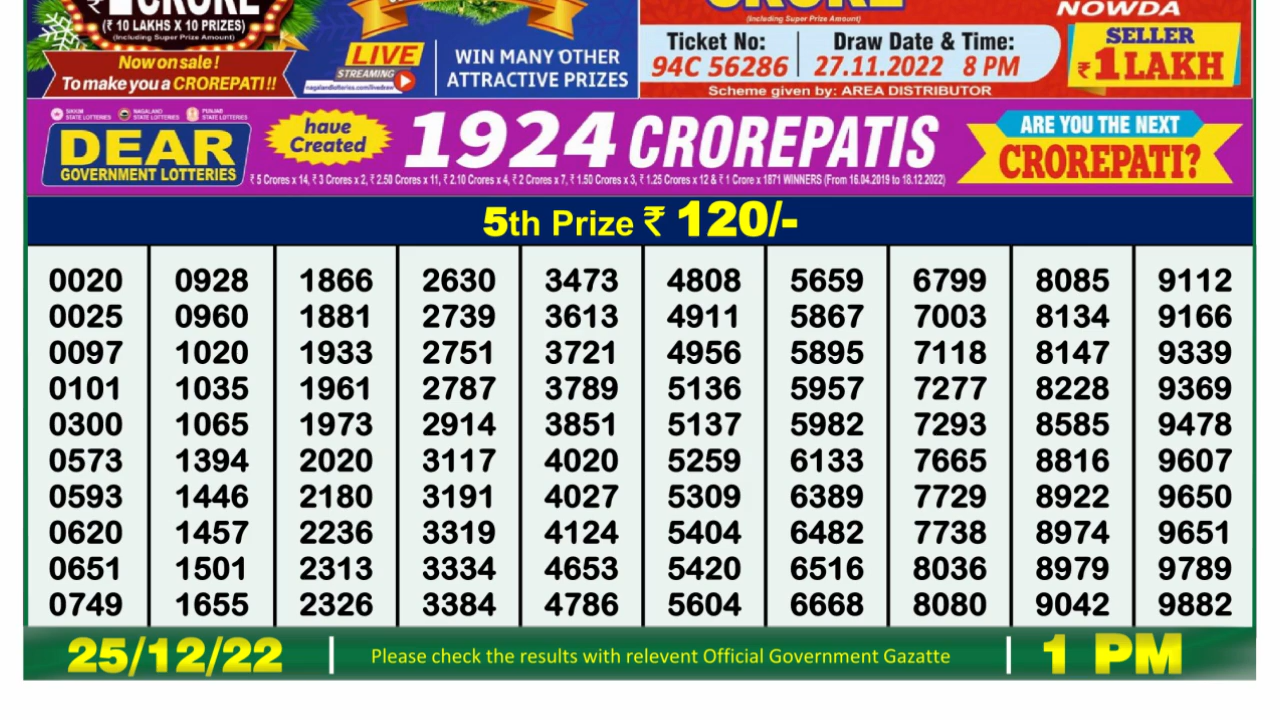 ₹1 CRORE
(₹ 10 LAKHS X 10 PRIZES)
(Including Super Prize Amount)
Now on sale !
To make you a CROREPATI !!
LIVE
STREAMING
nagalandlotteries.com/livedraw
WIN MANY OTHER
ATTRACTIVE PRIZES
CRORE
(Including Super Prize Amount)
NOWDA
Ticket No:
94C 56286
Draw Date & Time:
27.11.2022 8 PM
SELLER
₹1 LAKH
Scheme given by: AREA DISTRIBUTOR
SIKKIM STATE LOTTERIES NAGALAND STATE LOTTERIES PUNJAB STATE LOTTERIES
DEAR
GOVERNMENT LOTTERIES
have
Created
1924 CROREPATIS
₹ 5 Crores x 14, ₹ 3 Crores x 2, ₹ 2.50 Crores x 11, ₹ 2.10 Crores x 4, ₹ 2 Crores x 7, ₹ 1.50 Crores x 3, ₹ 1.25 Crores x 12 & ₹ 1 Crore x 1871 WINNERS (From 16.04.2019 to 18.12.2022)
ARE YOU THE NEXT
CROREPATI?
5th Prize ₹ 120/-
0020 0928 1866 2630 3473 4808 5659 6799 8085 9112
0025 0960 1881 2739 3613 4911 5867 7003 8134 9166
0097 1020 1933 2751 3721 4956 5895 7118 8147 9339
0101 1035 1961 2787 3789 5136 5957 7277 8228 9369
0300 1065 1973 2914 3851 5137 5982 7293 8585 9478
0573 1394 2020 3117 4020 5259 6133 7665 8816 9607
0593 1446 2180 3191 4027 5309 6389 7729 8922 9650
0620 1457 2236 3319 4124 5404 6482 7738 8974 9651
0651 1501 2313 3334 4653 5420 6516 8036 8979 9789
0749 1655 2326 3384 4786 5604 6668 8080 9042 9882
25/12/22 Please check the results with relevent Official Government Gazatte 1 PM